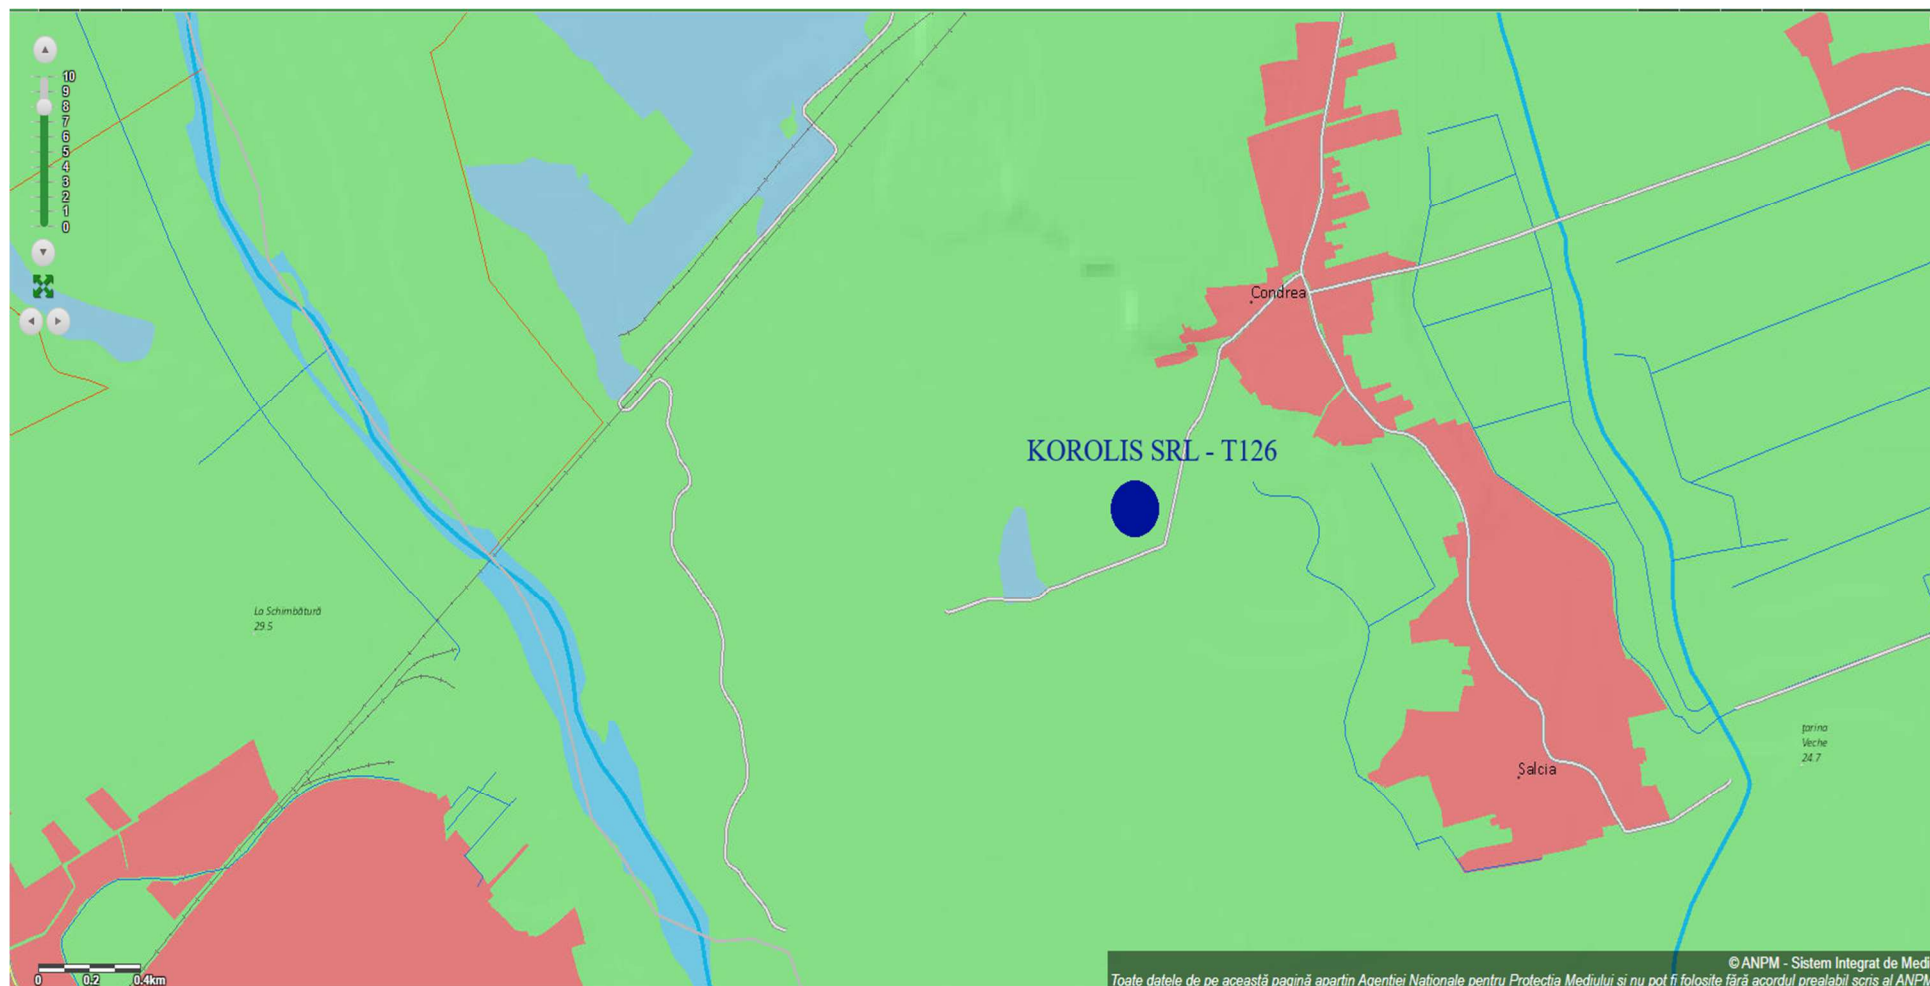 10
9
8
7
6
5
4
3
2
1
0
Condrea
KOROLIS SRL - T126
La Schimbătură
29.5
Țarina
Veche
24.7
Salcia
0 0.2 0.4km
© ANPM - Sistem Integrat de Medi
Toate datele de pe această pagină aparțin Agenției Naționale pentru Protecția Mediului și nu pot fi folosite fără acordul prealabil scris al ANPM